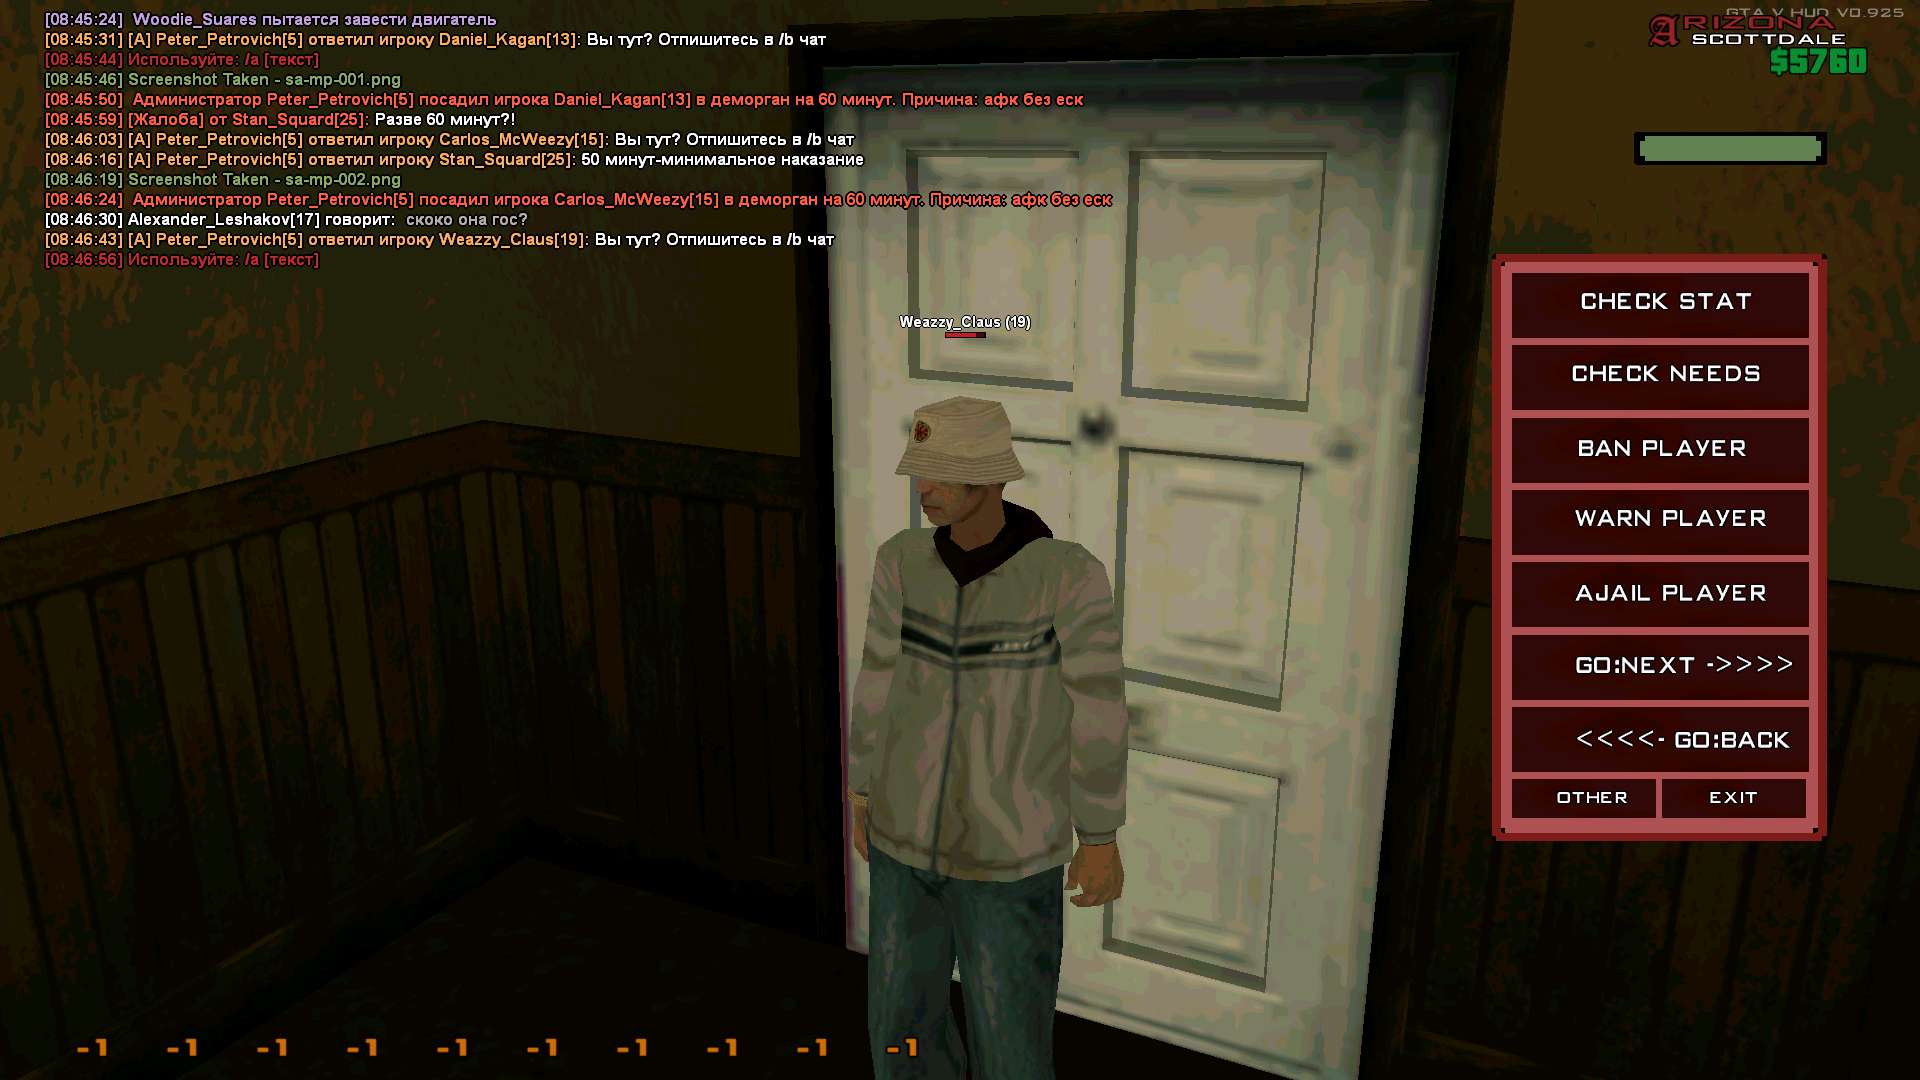 [08:45:24]  Woodie_Suares пытается завести двигатель
[08:45:31] [A] Peter_Petrovich[5] ответил игроку Daniel_Kagan[13]: Вы тут? Отпишитесь в /b чат
[08:45:44] Используйте: /a [текст]
[08:45:46] Screenshot Taken - sa-mp-001.png
[08:45:50]  Администратор Peter_Petrovich[5] посадил игрока Daniel_Kagan[13] в деморган на 60 минут. Причина: афк без еск
[08:45:59] [Жалоба] от Stan_Squard[25]: Разве 60 минут?!
[08:46:03] [A] Peter_Petrovich[5] ответил игроку Carlos_McWeezy[15]: Вы тут? Отпишитесь в /b чат
[08:46:16] [A] Peter_Petrovich[5] ответил игроку Stan_Squard[25]: 50 минут-минимальное наказание
[08:46:19] Screenshot Taken - sa-mp-002.png
[08:46:24]  Администратор Peter_Petrovich[5] посадил игрока Carlos_McWeezy[15] в деморган на 60 минут. Причина: афк без еск
[08:46:30] Alexander_Leshakov[17] говорит:  скоко она гос?
[08:46:43] [A] Peter_Petrovich[5] ответил игроку Weazzy_Claus[19]: Вы тут? Отпишитесь в /b чат
[08:46:56] Используйте: /a [текст]
GTA V HUD V0.925
ARIZONA
SCOTTDALE
$5760
Weazzy_Claus (19)
CHECK STAT
CHECK NEEDS
BAN PLAYER
WARN PLAYER
AJAIL PLAYER
GO:NEXT ->>>>
<<<<- GO:BACK
OTHER EXIT
-1 -1 -1 -1 -1 -1 -1 -1 -1 -1